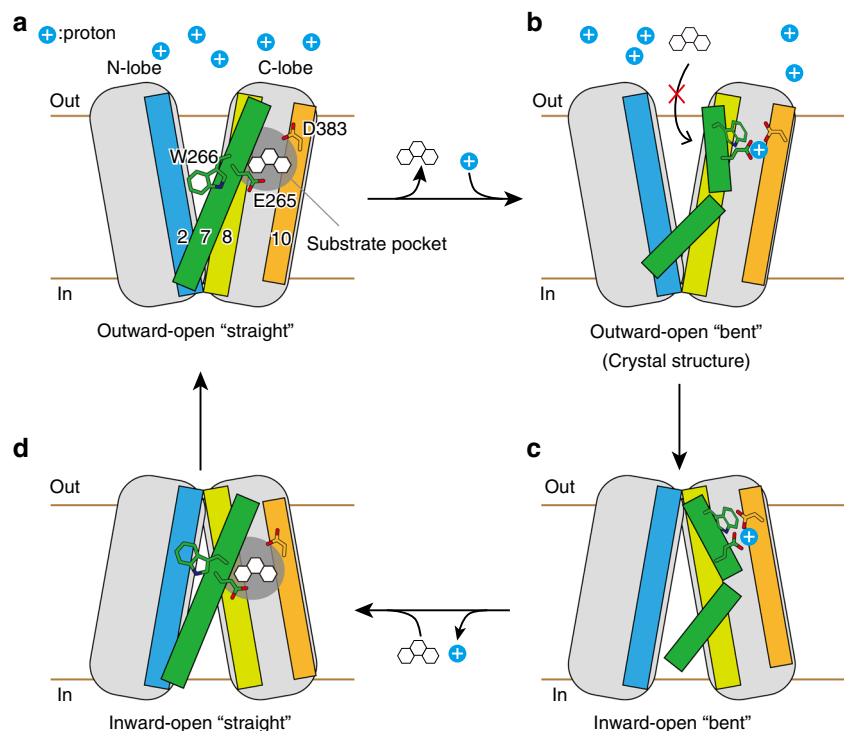 a
+ :proton
N-lobe
C-lobe
Out
D383
W266
E265
2 7 8 10
Substrate pocket
In
Outward-open “straight”
b
Out
In
Outward-open “bent”
(Crystal structure)
d
Out
In
Inward-open “straight”
c
Out
In
Inward-open “bent”